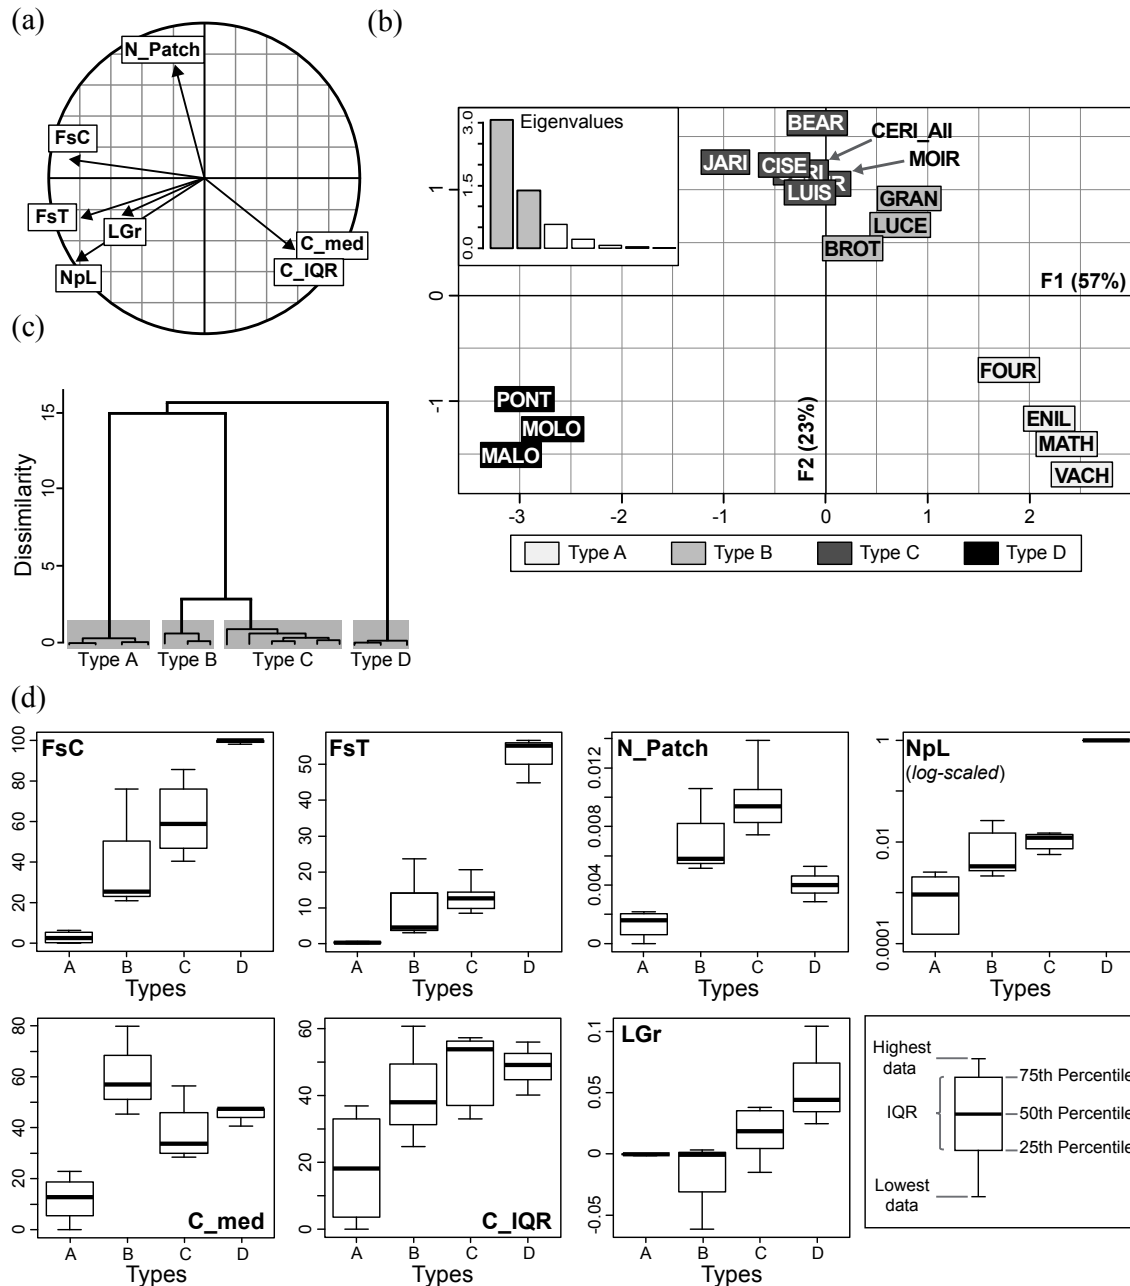 (a)
N_Patch
FsC
FsT
LGr
NpL
C_med
C_IQR
(b)
Eigenvalues
3.0
1.5
0.0
BEAR
CERI_All
JARI
CISE
RI
MOIR
R
LUIS
GRAN
LUCE
BROT
1
0
-1
F1 (57%)
F2 (23%)
FOUR
ENIL
MATH
VACH
PONT
MOLO
MALO
-3 -2 -1 0 1 2
Type A Type B Type C Type D
(c)
Dissimilarity
15
10
5
0
Type A Type B Type C Type D
(d)
FsC
100
80
60
40
20
0
A B C D
Types
FsT
50
40
30
20
10
0
A B C D
Types
N_Patch
0.012
0.008
0.004
0
A B C D
Types
NpL
(log-scaled)
1
0.01
0.0001
A B C D
Types
80
60
40
20
0
C_med
A B C D
Types
60
40
20
0
C_IQR
A B C D
Types
LGr
0.1
0.05
0
-0.05
A B C D
Types
Highest
data
75th Percentile
IQR
50th Percentile
25th Percentile
Lowest
data